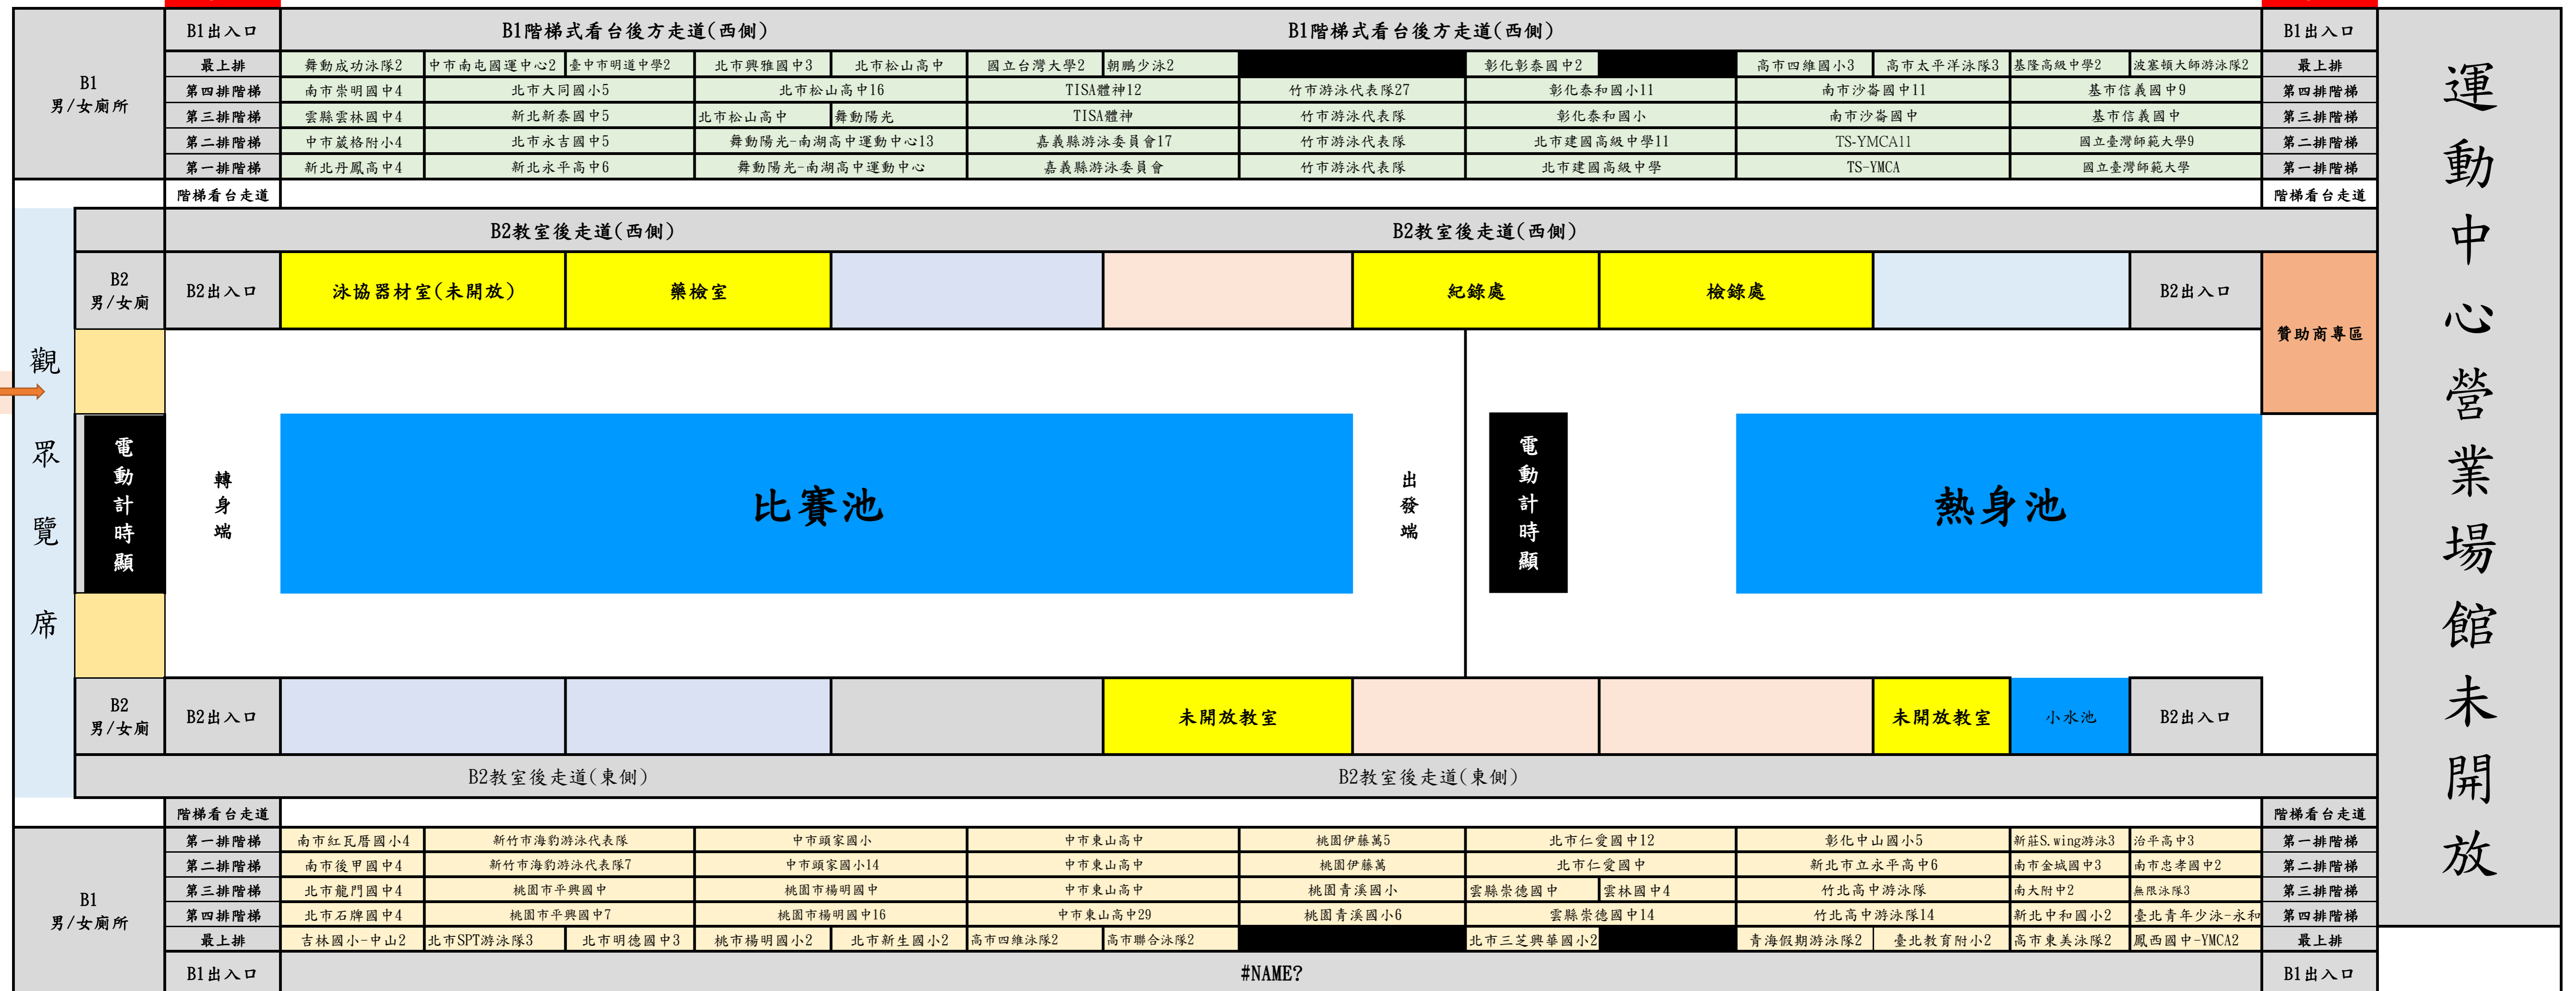 B1出入口 B1階梯式看台後方走道(西側) B1階梯式看台後方走道(西側) B1出入口
B1
男/女廁所
最上排 舞動成功泳隊2 中市南屯國運中心2 臺中市明道中學2 北市興雅國中3 北市松山高中 國立台灣大學2 朝鵬少泳2 彰化彰泰國中2 高市四維國小3 高市太平洋泳隊3 基隆高級中學2 波塞頓大師游泳隊2 最上排
第四排階梯 南市崇明國中4 北市大同國小5 北市松山高中16 TISA體神12 竹市游泳代表隊27 彰化泰和國小11 南市沙崙國中11 基市信義國中9 第四排階梯
第三排階梯 雲縣雲林國中4 新北新泰國中5 北市松山高中 舞動陽光 TISA體神 竹市游泳代表隊 彰化泰和國小 南市沙崙國中 基市信義國中 第三排階梯
第二排階梯 中市葳格附小4 北市永吉國中5 舞動陽光-南湖高中運動中心13 嘉義縣游泳委員會17 竹市游泳代表隊 北市建國高級中學11 TS-YMCA11 國立臺灣師範大學9 第二排階梯
第一排階梯 新北丹鳳高中4 新北永平高中6 舞動陽光-南湖高中運動中心 嘉義縣游泳委員會 竹市游泳代表隊 北市建國高級中學 TS-YMCA 國立臺灣師範大學 第一排階梯
階梯看台走道 階梯看台走道
B2教室後走道(西側) B2教室後走道(西側)
B2
男/女廁
B2出入口 泳協器材室(未開放) 藥檢室 紀錄處 檢錄處 B2出入口
贊助商專區
觀眾覽席
電動計時顯
轉身端
比賽池
出發端
電動計時顯
熱身池
運動中心營業場館未開放
B2
男/女廁
B2出入口 未開放教室 未開放教室 小水池 B2出入口
B2教室後走道(東側) B2教室後走道(東側)
階梯看台走道 階梯看台走道
B1
男/女廁所
第一排階梯 南市紅瓦厝國小4 新竹市海豹游泳代表隊 中市頭家國小 中市東山高中 桃園伊藤萬5 北市仁愛國中12 彰化中山國小5 新莊S.wing游泳3 治平高中3 第一排階梯
第二排階梯 南市後甲國中4 新竹市海豹游泳代表隊7 中市頭家國小14 中市東山高中 桃園伊藤萬 北市仁愛國中 新北市立永平高中6 南市金城國中3 南市忠孝國中2 第二排階梯
第三排階梯 北市龍門國中4 桃園市平興國中 桃園市楊明國中 中市東山高中 桃園青溪國小 雲縣崇德國中 雲林國中4 竹北高中游泳隊 南大附中2 無限泳隊3 第三排階梯
第四排階梯 北市石牌國中4 桃園市平興國中7 桃園市楊明國中16 中市東山高中29 桃園青溪國小6 雲縣崇德國中14 竹北高中游泳隊14 新北中和國小2 臺北青年少泳-永和 第四排階梯
最上排 吉林國小-中山2 北市SPT游泳隊3 北市明德國中3 桃市楊明國小2 北市新生國小2 高市四維泳隊2 高市聯合泳隊2 北市三芝興華國小2 青海假期游泳隊2 臺北教育附小2 高市東美泳隊2 鳳西國中-YMCA2 最上排
B1出入口 #NAME? B1出入口